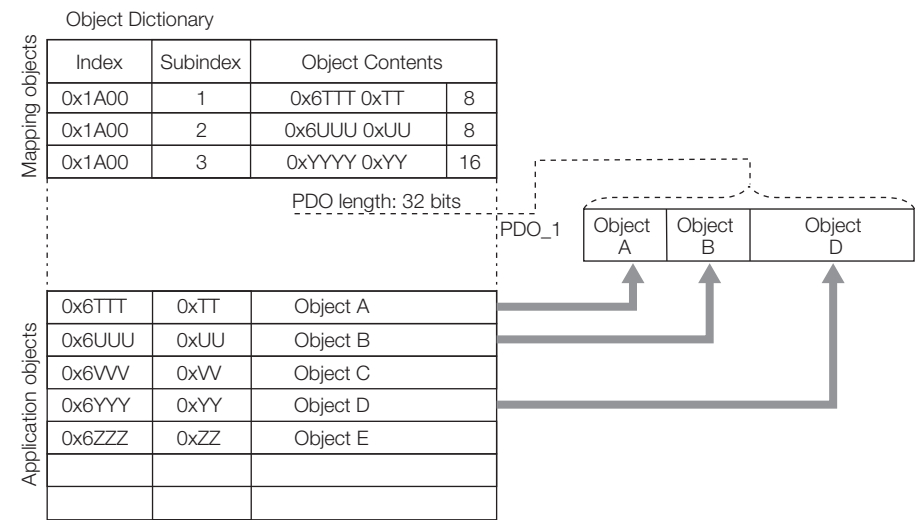 Object Dictionary
Mapping objects
Index Subindex Object Contents
0x1A00 1 0x6TTT 0xTT 8
0x1A00 2 0x6UUU 0xUU 8
0x1A00 3 0xYYYY 0xYY 16
PDO length: 32 bits
PDO_1
Object A
Object B
Object D
Application objects
0x6TTT 0xTT Object A
0x6UUU 0xUU Object B
0x6VVV 0xVV Object C
0x6YYY 0xYY Object D
0x6ZZZ 0xZZ Object E